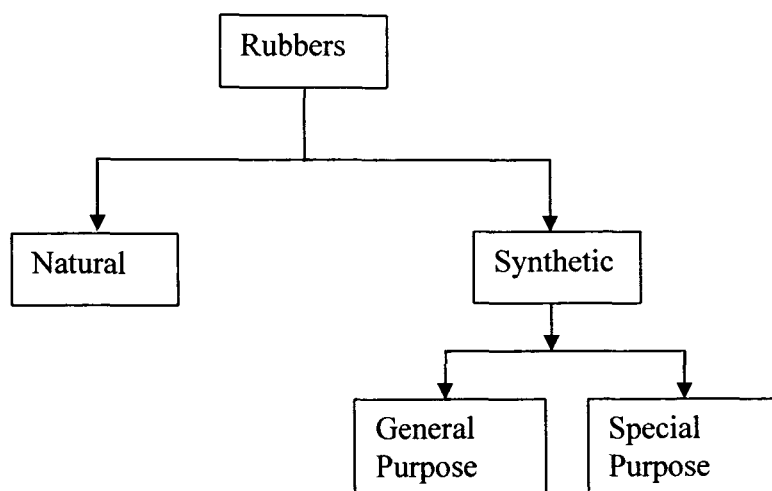 Rubbers
Natural
Synthetic
General
Purpose
Special
Purpose